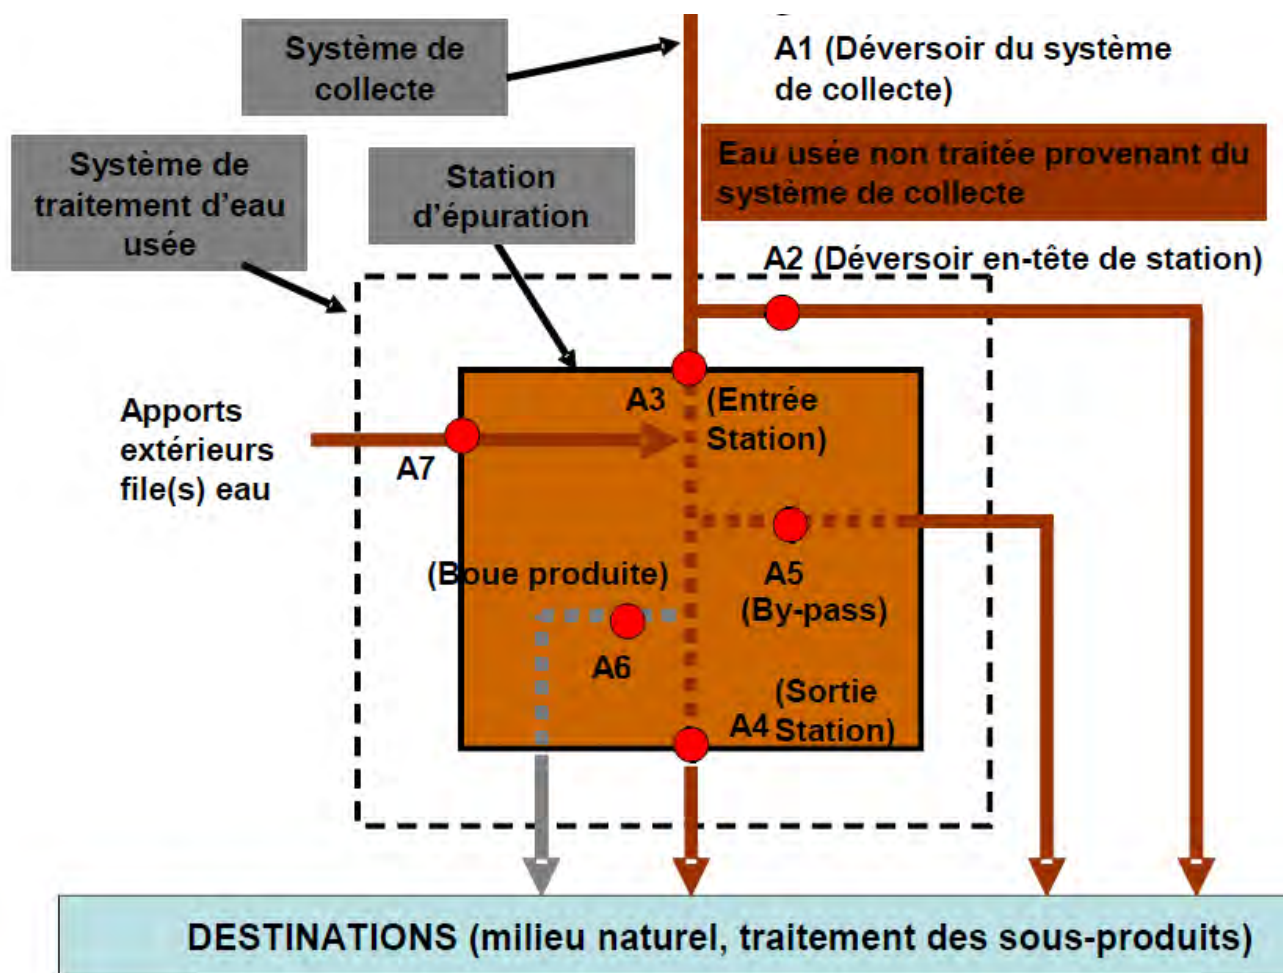 Système de
collecte
A1 (Déversoir du système
de collecte)
Système de
traitement d'eau
usée
Station
d'épuration
Eau usée non traitée provenant du
système de collecte
A2 (Déversoir en-tête de station)
Apports
extérieurs
file(s) eau
A7
A3
(Entrée
Station)
(Boue produite)
A6
A5
(By-pass)
A4
(Sortie
Station)
DESTINATIONS (milieu naturel, traitement des sous-produits)